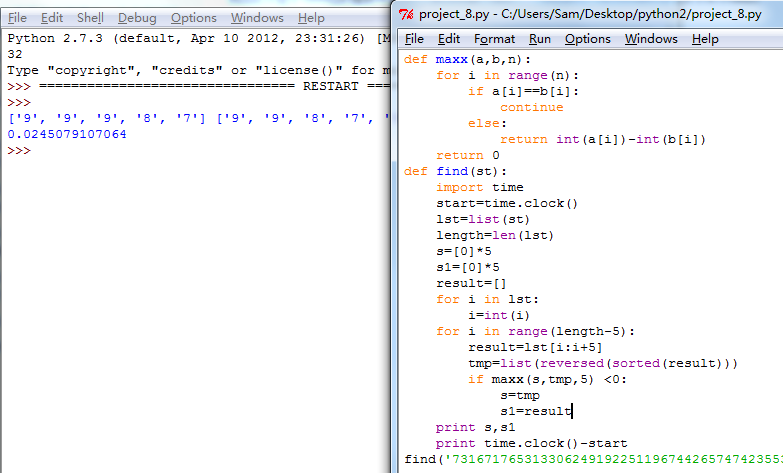 File Edit Shell Debug Options Windows Help
Python 2.7.3 (default, Apr 10 2012, 23:31:26) [M
32
Type "copyright", "credits" or "license()" for m
>>> ================================ RESTART ===
>>>
['9', '9', '9', '8', '7'] ['9', '9', '8', '7', '
0.0245079107064
>>>
project_8.py - C:/Users/Sam/Desktop/python2/project_8.py
File Edit Format Run Options Windows Help
def maxx(a,b,n):
    for i in range(n):
        if a[i]==b[i]:
            continue
        else:
            return int(a[i])-int(b[i])
    return 0
def find(st):
    import time
    start=time.clock()
    lst=list(st)
    length=len(lst)
    s=[0]*5
    s1=[0]*5
    result=[]
    for i in lst:
        i=int(i)
    for i in range(length-5):
        result=lst[i:i+5]
        tmp=list(reversed(sorted(result)))
        if maxx(s,tmp,5) <0:
            s=tmp
            s1=result
    print s,s1
    print time.clock()-start
find('73167176531330624919225119674426574742355